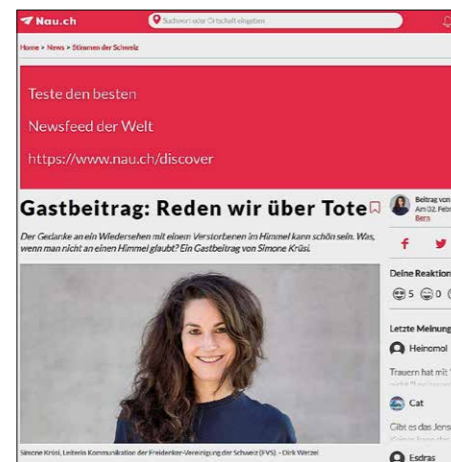 Nau.ch
Suchwort oder Ortschaft eingeben
Home > News > Stimmen der Schweiz
Teste den besten
Newsfeed der Welt
https://www.nau.ch/discover
Gastbeitrag: Reden wir über Tote
Der Gedanke an ein Wiedersehen mit einem Verstorbenen im Himmel kann schön sein. Was,
wenn man nicht an einen Himmel glaubt? Ein Gastbeitrag von Simone Krüsi.
Simone Krüsi, Leiterin Kommunikation der Freidenker-Vereinigung der Schweiz (FVS). - Dirk Wetzel
Beitrag von
Am 02. Feb
Bern
Deine Reaktion
5 0
Letzte Meinung
Heinomol
Trauern hat mit
Cat
Gibt es das Jens
Esdras